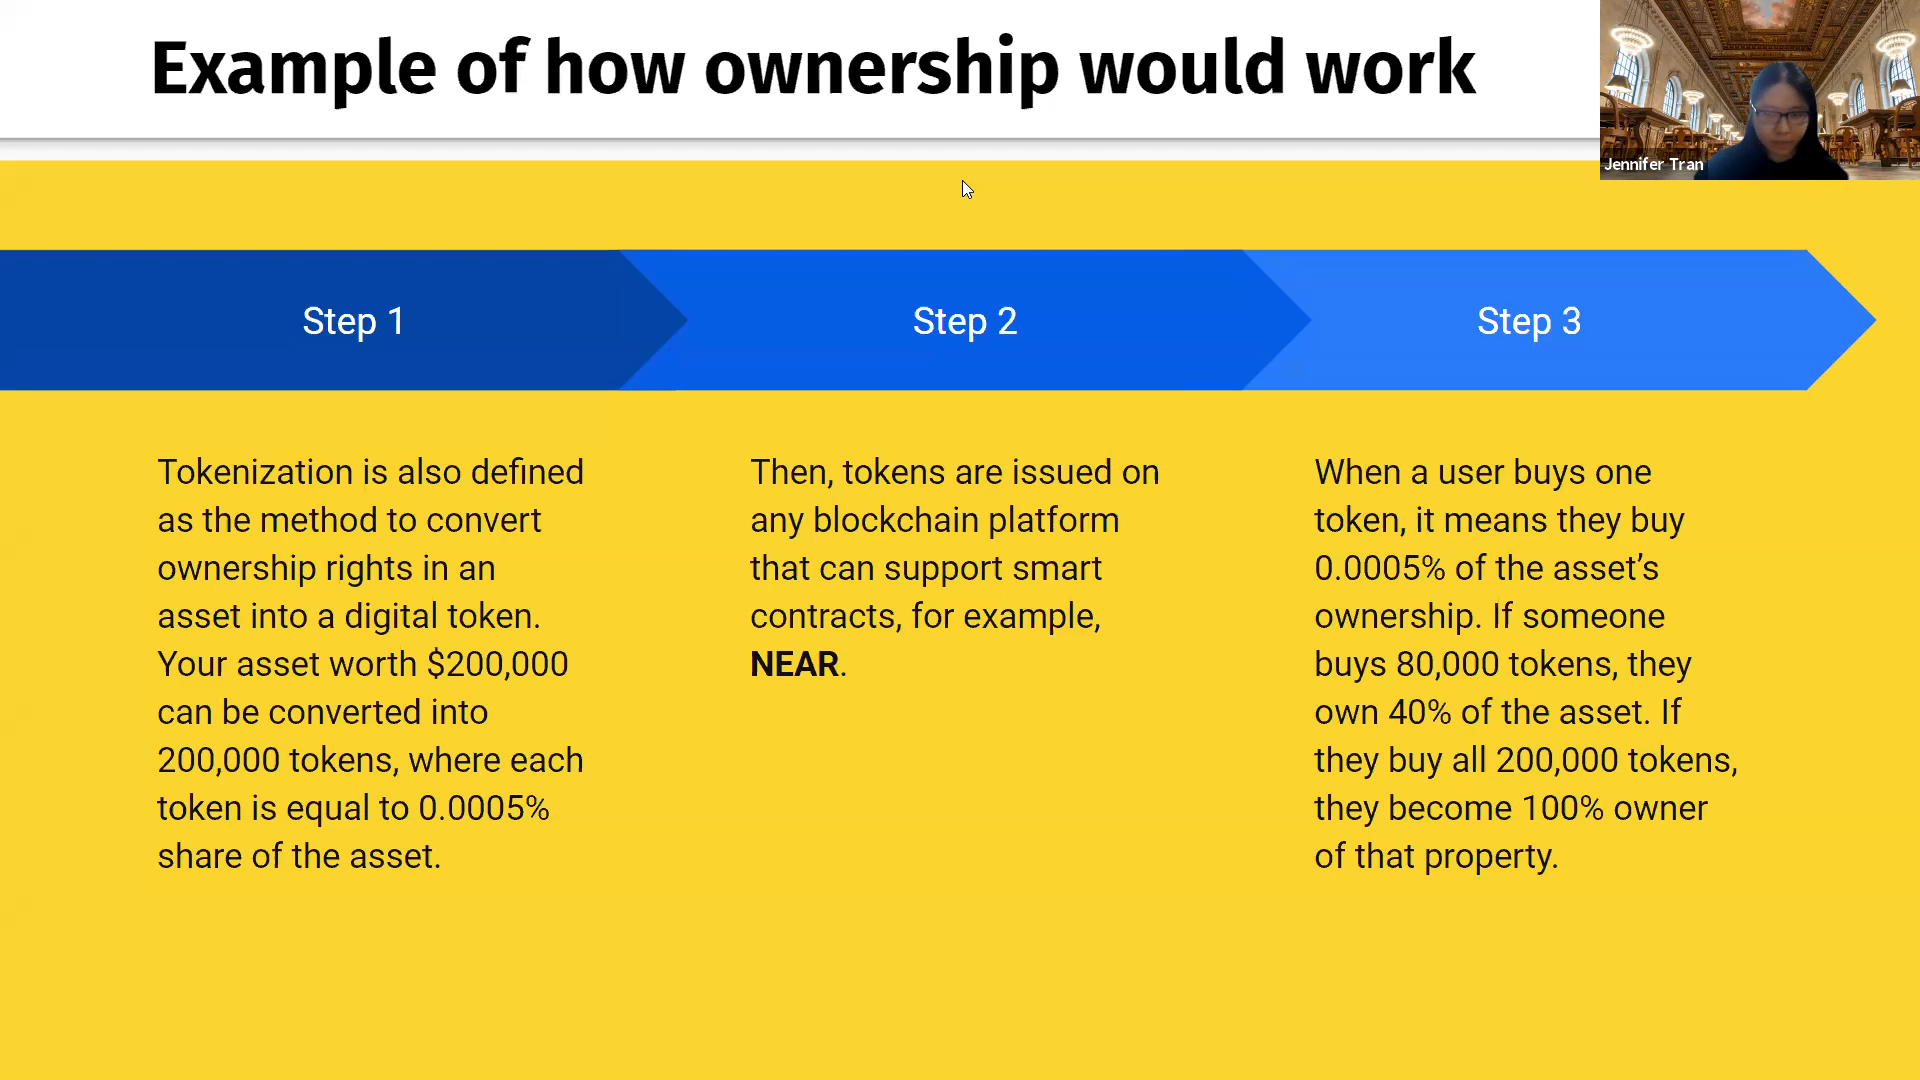 Example of how ownership would work
Jennifer Tran
Step 1
Step 2
Step 3
Tokenization is also defined
as the method to convert
ownership rights in an
asset into a digital token.
Your asset worth $200,000
can be converted into
200,000 tokens, where each
token is equal to 0.0005%
share of the asset.
Then, tokens are issued on
any blockchain platform
that can support smart
contracts, for example,
NEAR.
When a user buys one
token, it means they buy
0.0005% of the asset’s
ownership. If someone
buys 80,000 tokens, they
own 40% of the asset. If
they buy all 200,000 tokens,
they become 100% owner
of that property.